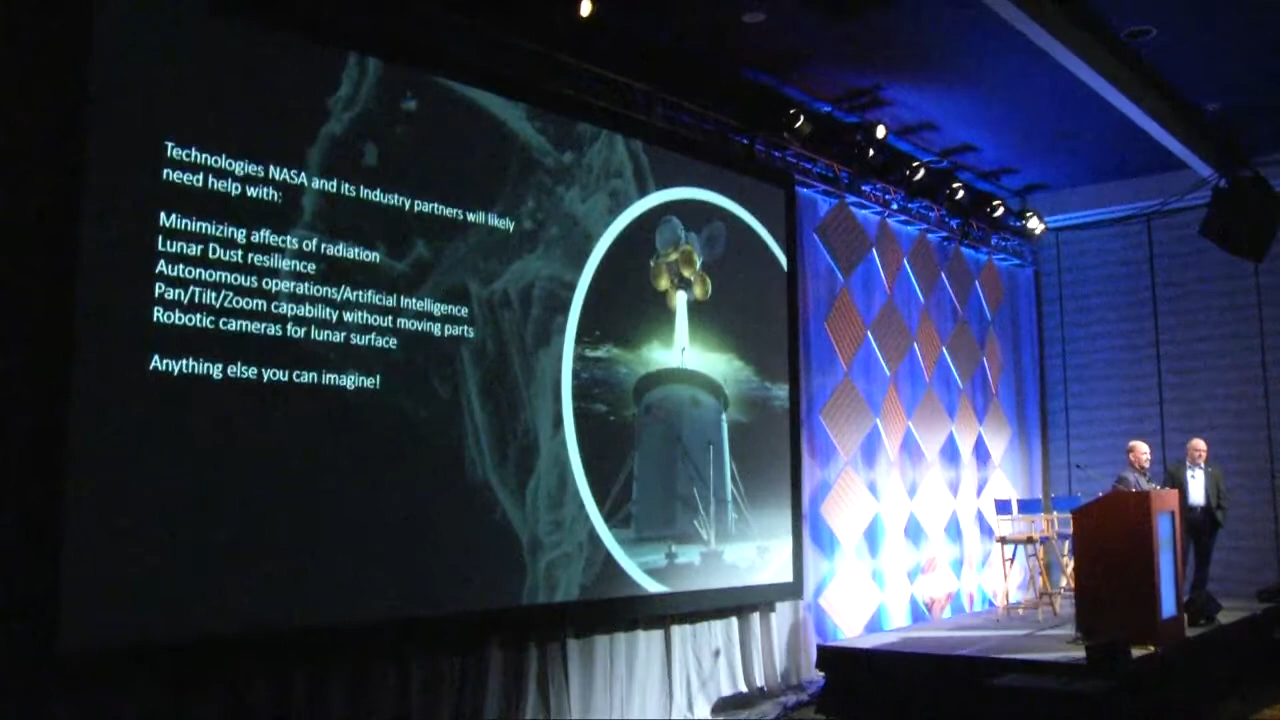 Technologies NASA and its Industry partners will likely
need help with:
Minimizing affects of radiation
Lunar Dust resilience
Autonomous operations/Artificial Intelligence
Pan/Tilt/Zoom capability without moving parts
Robotic cameras for lunar surface
Anything else you can imagine!